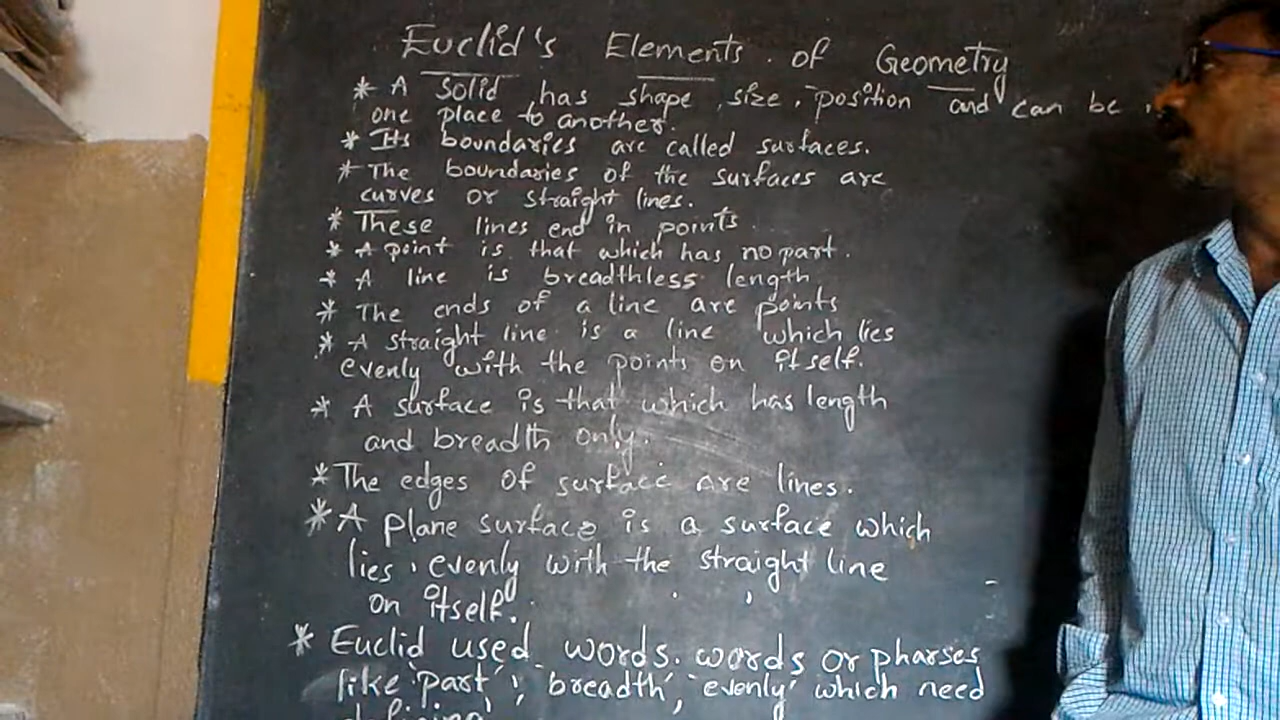 Euclid's Elements of Geometry
* A solid has shape, size, position and can be
one place to another.
* Its boundaries are called surfaces.
* The boundaries of the surfaces are
curves or straight lines.
* These lines end in points.
* A point is that which has no part.
* A line is breadthless length
* The ends of a line are points
* A straight line is a line which lies
evenly with the points on itself.
* A surface is that which has length
and breadth only.
* The edges of surface are lines.
* A plane surface is a surface which
lies evenly with the straight line
on itself.
* Euclid used words. words or pharses
like 'part', 'breadth', 'evenly' which need